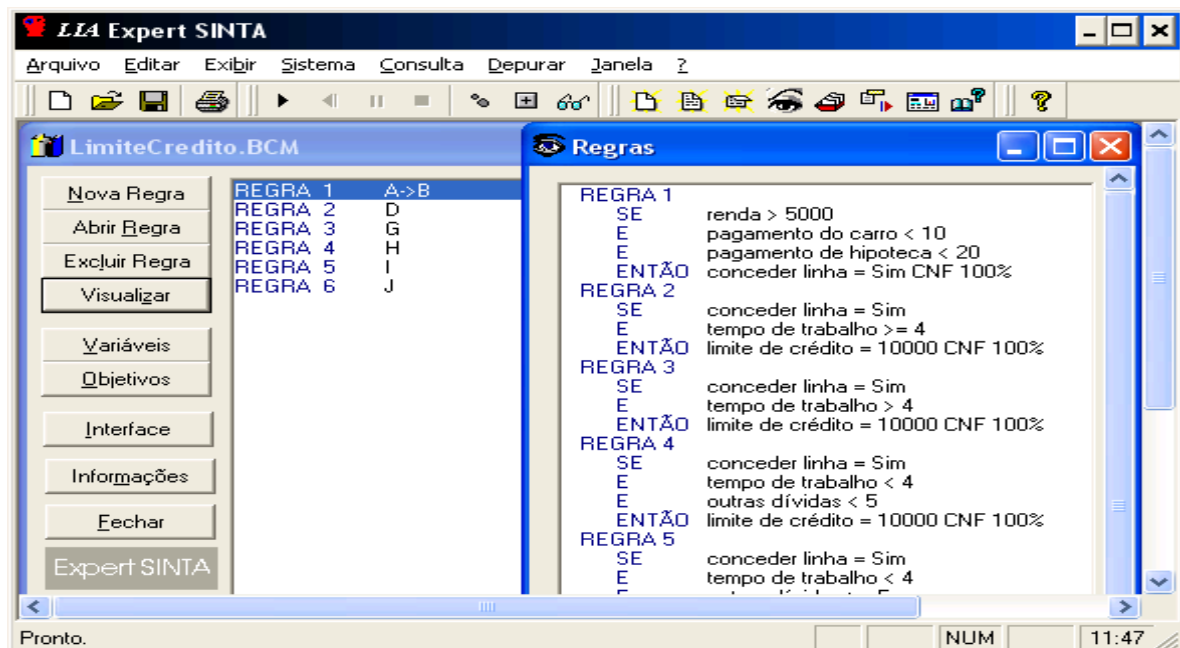 LIA Expert SINTA
Arquivo Editar Exibir Sistema Consulta Depurar Janela ?
LimiteCredito.BCM
Nova Regra
Abrir Regra
Excluir Regra
Visualizar
Variáveis
Objetivos
Interface
Informações
Fechar
Expert SINTA
REGRA 1 A->B
REGRA 2 D
REGRA 3 G
REGRA 4 H
REGRA 5 I
REGRA 6 J
Regras
REGRA 1
SE renda > 5000
E pagamento do carro < 10
E pagamento de hipoteca < 20
ENTÃO conceder linha = Sim CNF 100%
REGRA 2
SE conceder linha = Sim
E tempo de trabalho >= 4
ENTÃO limite de crédito = 10000 CNF 100%
REGRA 3
SE conceder linha = Sim
E tempo de trabalho > 4
ENTÃO limite de crédito = 10000 CNF 100%
REGRA 4
SE conceder linha = Sim
E tempo de trabalho < 4
E outras dívidas < 5
ENTÃO limite de crédito = 10000 CNF 100%
REGRA 5
SE conceder linha = Sim
E tempo de trabalho < 4
Pronto.
NUM
11:47